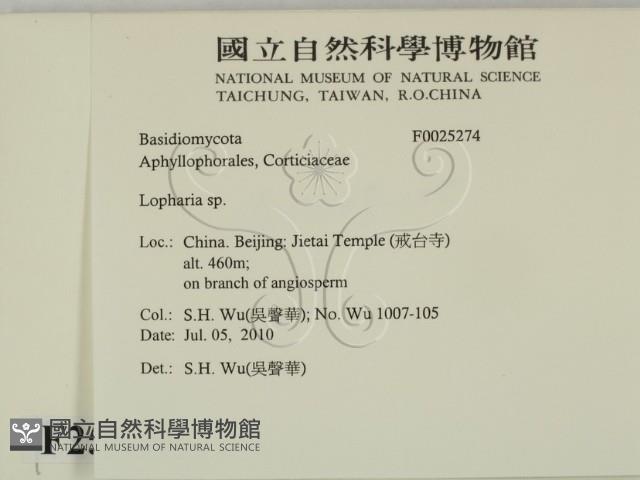 國立自然科學博物館
NATIONAL MUSEUM OF NATURAL SCIENCE
TAICHUNG, TAIWAN, R.O.CHINA
Basidiomycota F0025274
Aphyllophorales, Corticiaceae
Lopharia sp.
Loc.: China. Beijing: Jietai Temple (戒台寺)
alt. 460m;
on branch of angiosperm
Col.: S.H. Wu(吳聲華); No. Wu 1007-105
Date: Jul. 05, 2010
Det.: S.H. Wu(吳聲華)
國立自然科學博物館
NATIONAL MUSEUM OF NATURAL SCIENCE